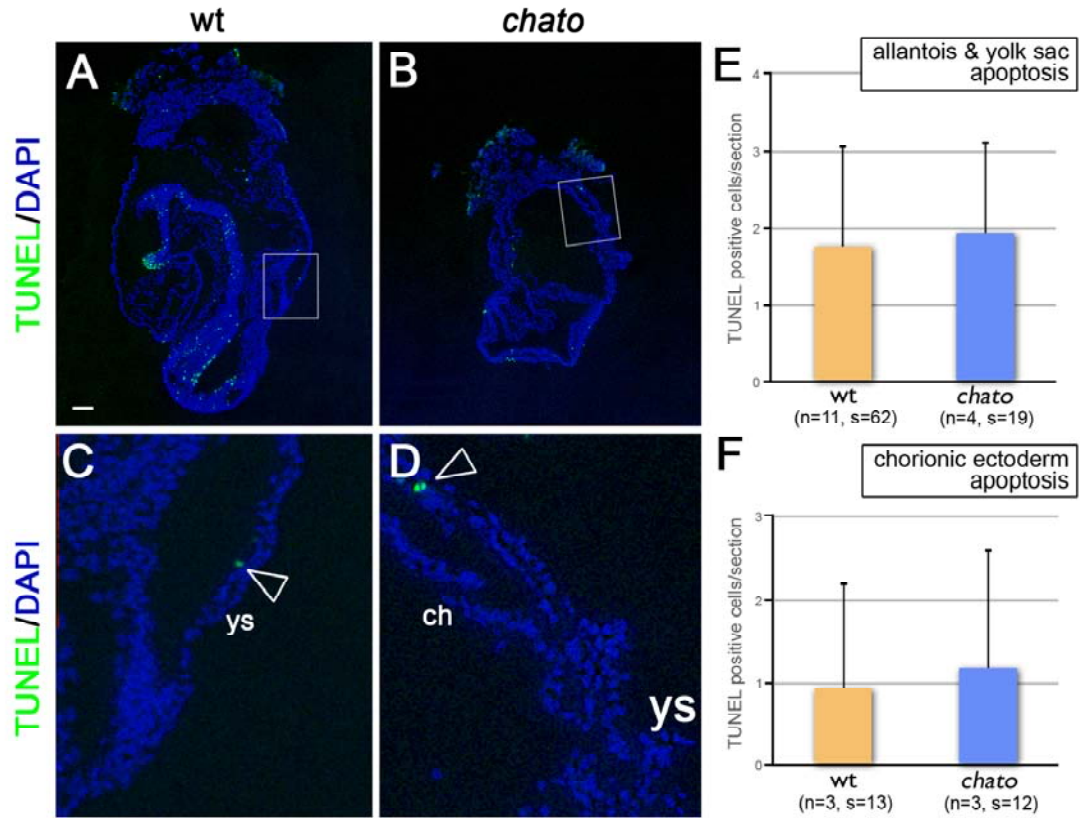 wt
chato
A
B
TUNEL/DAPI
C
D
TUNEL/DAPI
ys
ch
ys
E
allantois & yolk sac
apoptosis
TUNEL positive cells/section
4
3
2
1
0
wt
chato
(n=11, s=62)
(n=4, s=19)
F
chorionic ectoderm
apoptosis
TUNEL positive cells/section
3
2
1
0
wt
chato
(n=3, s=13)
(n=3, s=12)